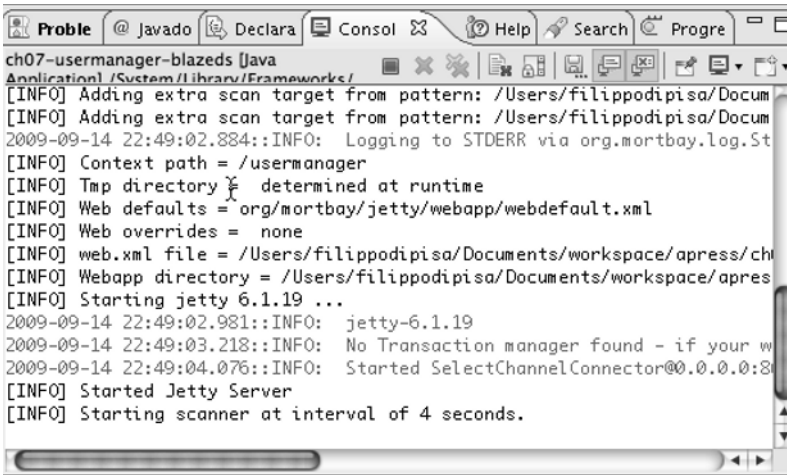 Proble @ Javado Declara Consol Help Search Progre
ch07-usermanager-blazeds [Java
Application] /System/Library/Frameworks/
[INFO] Adding extra scan target from pattern: /Users/filippodipisa/Docum
[INFO] Adding extra scan target from pattern: /Users/filippodipisa/Docum
2009-09-14 22:49:02.884::INFO:  Logging to STDERR via org.mortbay.log.St
[INFO] Context path = /usermanager
[INFO] Tmp directory =  determined at runtime
[INFO] Web defaults = org/mortbay/jetty/webapp/webdefault.xml
[INFO] Web overrides =  none
[INFO] web.xml file = /Users/filippodipisa/Documents/workspace/apress/ch
[INFO] Webapp directory = /Users/filippodipisa/Documents/workspace/apres
[INFO] Starting jetty 6.1.19 ...
2009-09-14 22:49:02.981::INFO:  jetty-6.1.19
2009-09-14 22:49:03.218::INFO:  No Transaction manager found - if your w
2009-09-14 22:49:04.076::INFO:  Started SelectChannelConnector@0.0.0.0:8
[INFO] Started Jetty Server
[INFO] Starting scanner at interval of 4 seconds.